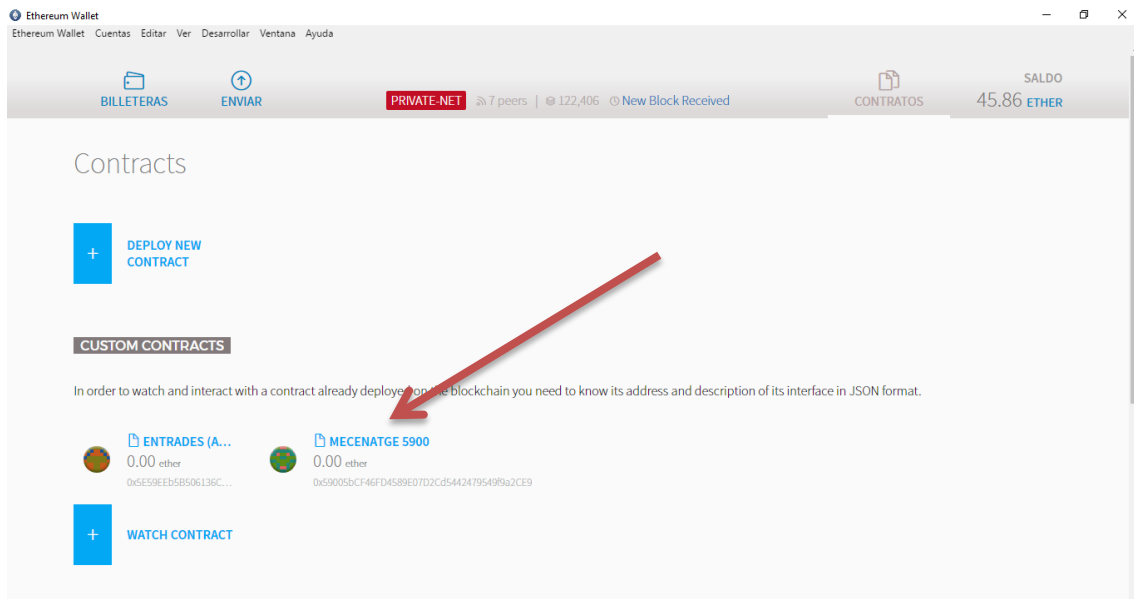 Ethereum Wallet
Ethereum Wallet Cuentas Editar Ver Desarrollar Ventana Ayuda
BILLETERAS ENVIAR PRIVATE-NET 7 peers | 122,406 New Block Received CONTRATOS SALDO
45.86 ETHER
Contracts
DEPLOY NEW
CONTRACT
CUSTOM CONTRACTS
In order to watch and interact with a contract already deployed on the blockchain you need to know its address and description of its interface in JSON format.
ENTRADES (A... MECENATGE 5900
0.00 ether 0.00 ether
0x5E59EEb5B506136C... 0x59005bCF46FD4589E07D2Cd5442479549f9a2CE9
WATCH CONTRACT